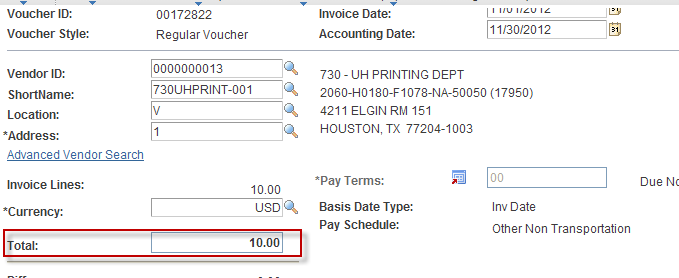 Voucher ID: 00172822 Invoice Date: 11/01/2012
Voucher Style: Regular Voucher Accounting Date: 11/30/2012
Vendor ID: 0000000013 730 - UH PRINTING DEPT
ShortName: 730UHPRINT-001 2060-H0180-F1078-NA-50050 (17950)
Location: V 4211 ELGIN RM 151
*Address: 1 HOUSTON, TX 77204-1003
Advanced Vendor Search
Invoice Lines: 10.00 *Pay Terms: 00 Due No
*Currency: USD Basis Date Type: Inv Date
Pay Schedule: Other Non Transportation
Total: 10.00